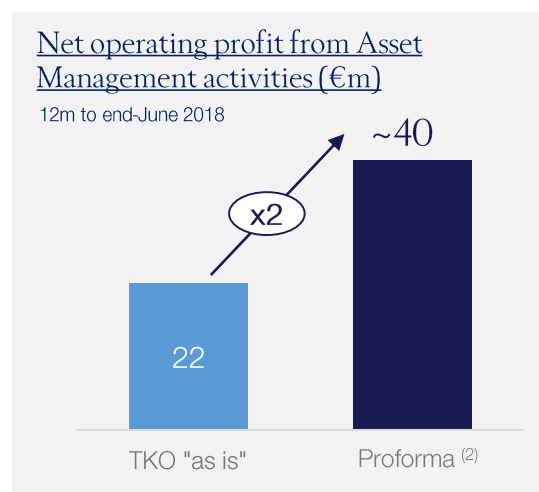 Net operating profit from Asset
Management activities (€m)
12m to end-June 2018
~40
x2
22
TKO "as is"
Proforma (2)